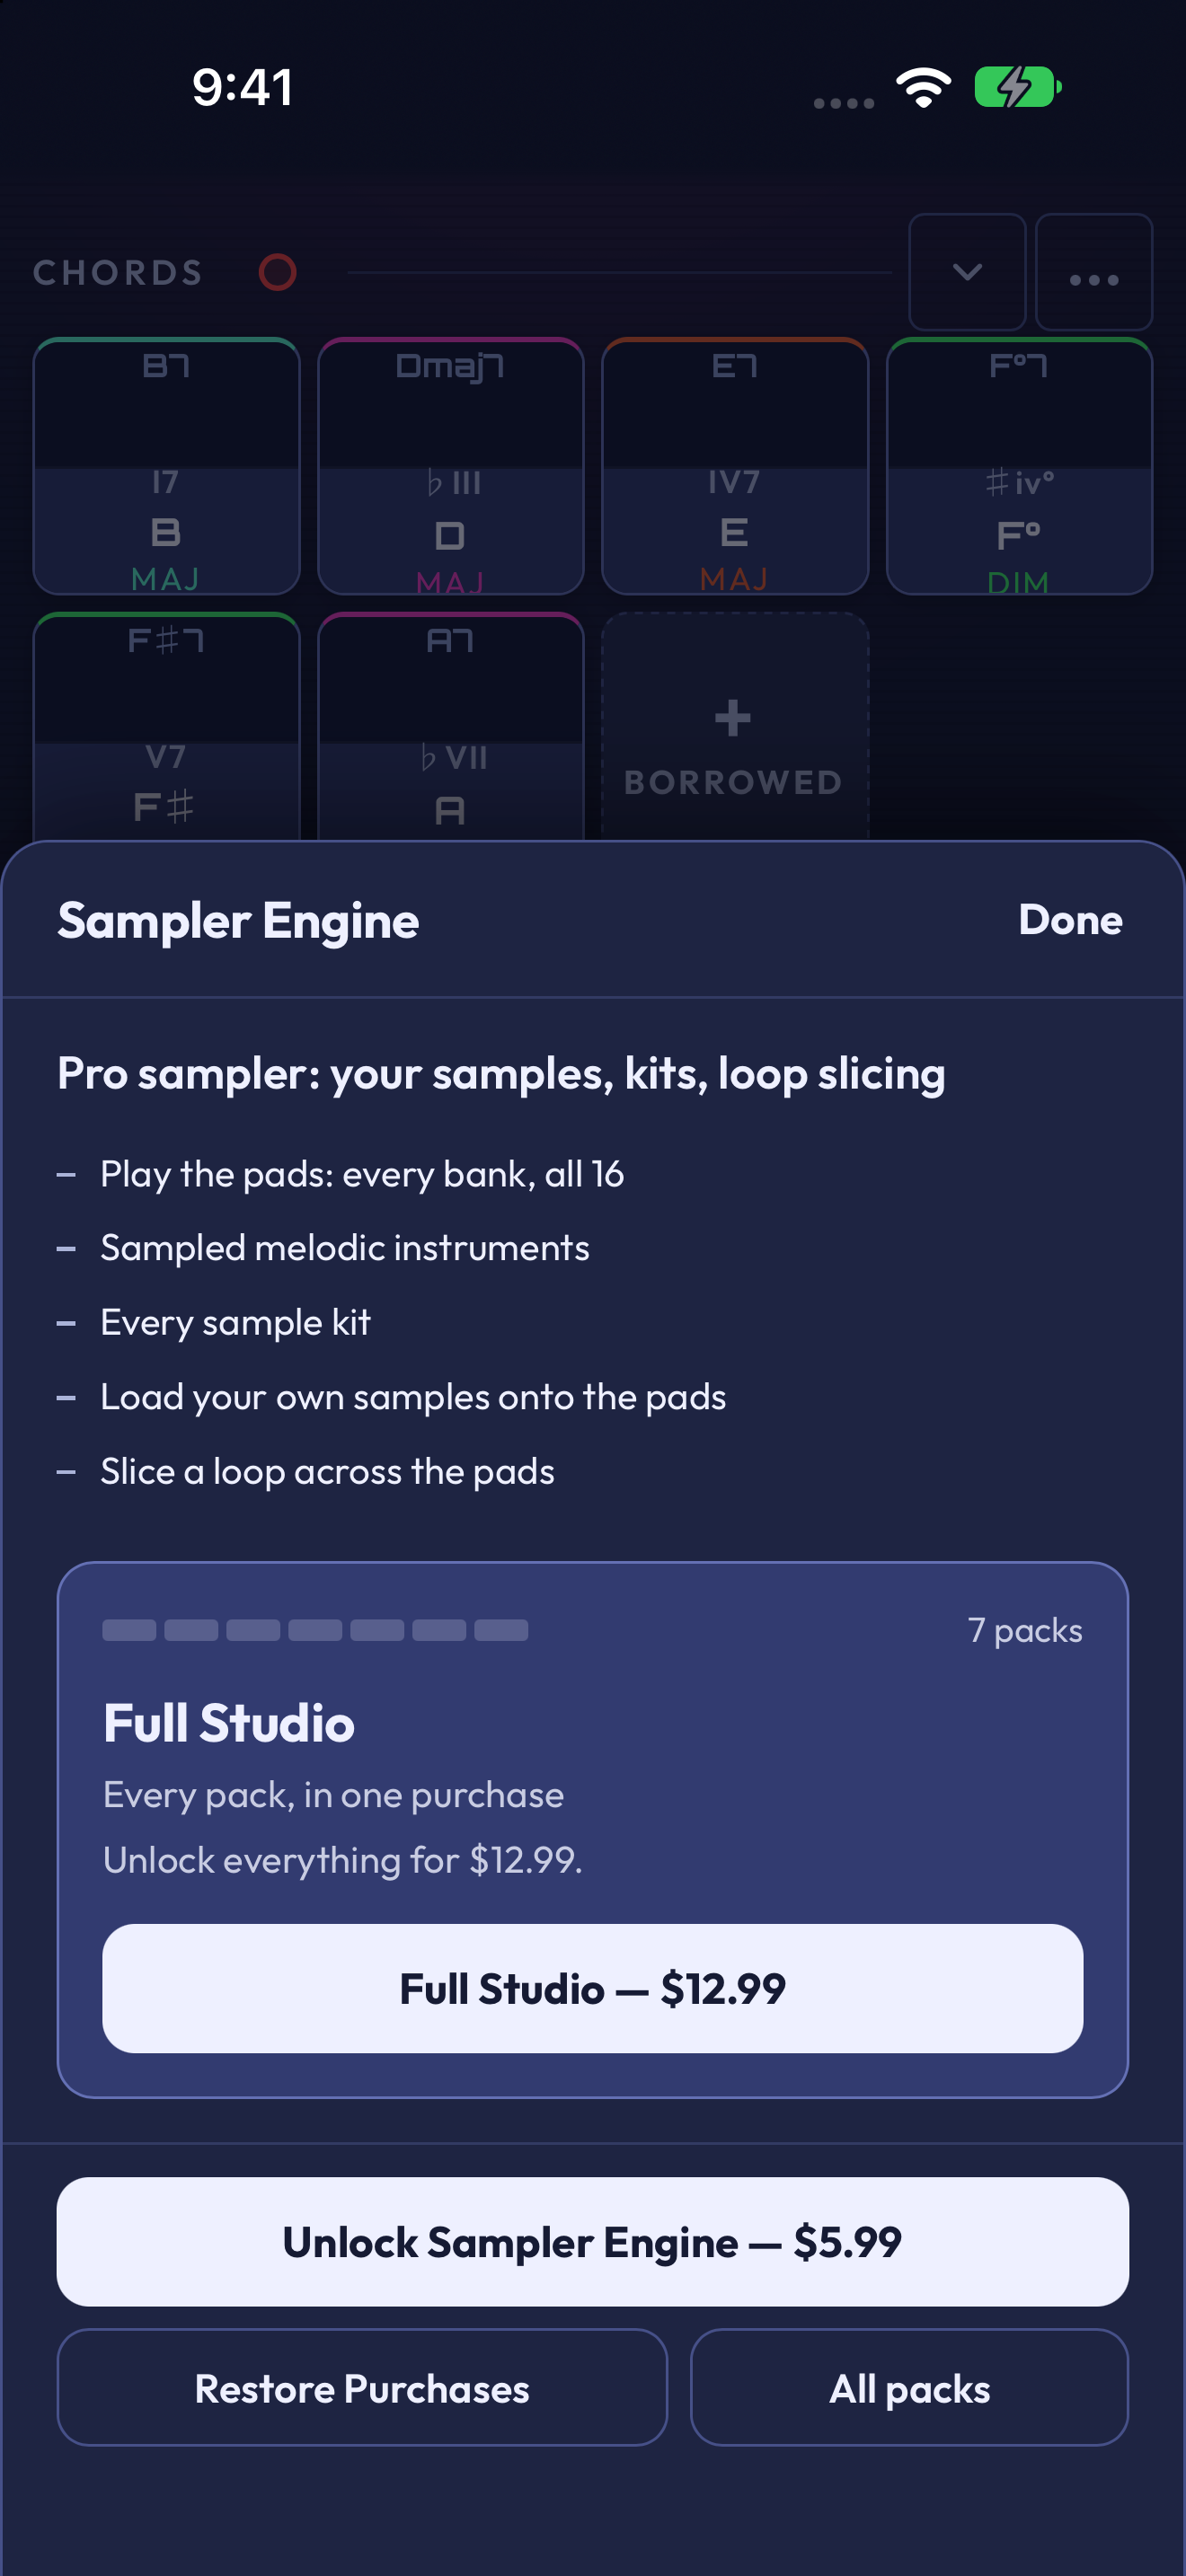 9:41
CHORDS
B7 Dmaj7 E7 F°7
I7 ♭III IV7 ♯iv°
B D E F°
MAJ MAJ MAJ DIM
F♯7 A7
V7 ♭VII
F♯ A
+
BORROWED
Sampler Engine Done
Pro sampler: your samples, kits, loop slicing
– Play the pads: every bank, all 16
– Sampled melodic instruments
– Every sample kit
– Load your own samples onto the pads
– Slice a loop across the pads
7 packs
Full Studio
Every pack, in one purchase
Unlock everything for $12.99.
Full Studio — $12.99
Unlock Sampler Engine — $5.99
Restore Purchases All packs